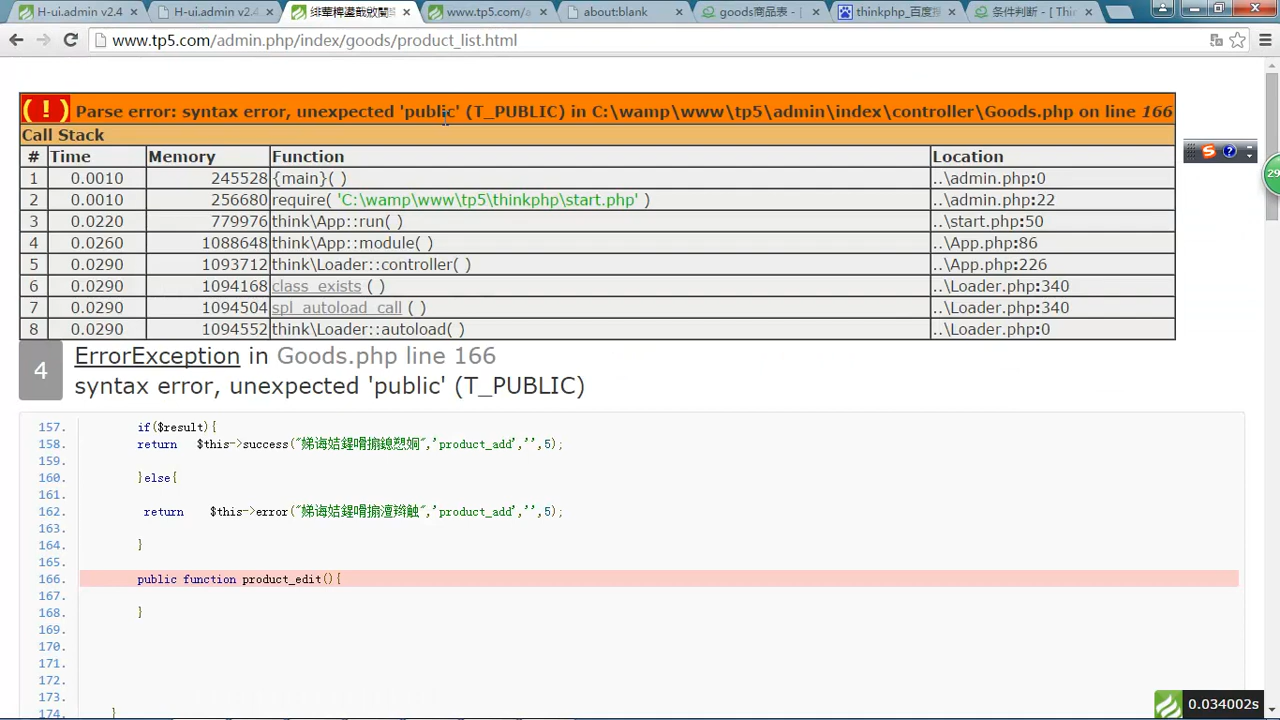 H-ui.admin v2.4
H-ui.admin v2.4
www.tp5.com/a
about:blank
goods商品表 - [
thinkphp_百度搜
条件判断 - [ Thin
www.tp5.com/admin.php/index/goods/product_list.html
( ! ) Parse error: syntax error, unexpected 'public' (T_PUBLIC) in C:\wamp\www\tp5\admin\index\controller\Goods.php on line 166
Call Stack
# Time Memory Function Location
1 0.0010 245528 {main}( ) ..\admin.php:0
2 0.0010 256680 require( 'C:\wamp\www\tp5\thinkphp\start.php' ) ..\admin.php:22
3 0.0220 779976 think\App::run( ) ..\start.php:50
4 0.0260 1088648 think\App::module( ) ..\App.php:86
5 0.0290 1093712 think\Loader::controller( ) ..\App.php:226
6 0.0290 1094168 class_exists ( ) ..\Loader.php:340
7 0.0290 1094504 spl_autoload_call ( ) ..\Loader.php:340
8 0.0290 1094552 think\Loader::autoload( ) ..\Loader.php:0
29
4
ErrorException in Goods.php line 166
syntax error, unexpected 'public' (T_PUBLIC)
157. if($result){
158. return $this->success(" ",'product_add','',5);
159.
160. }else{
161.
162. return $this->error(" ",'product_add','',5);
163.
164. }
165.
166. public function product_edit(){
167.
168. }
169.
170.
171.
172.
173.
174. }
0.034002s